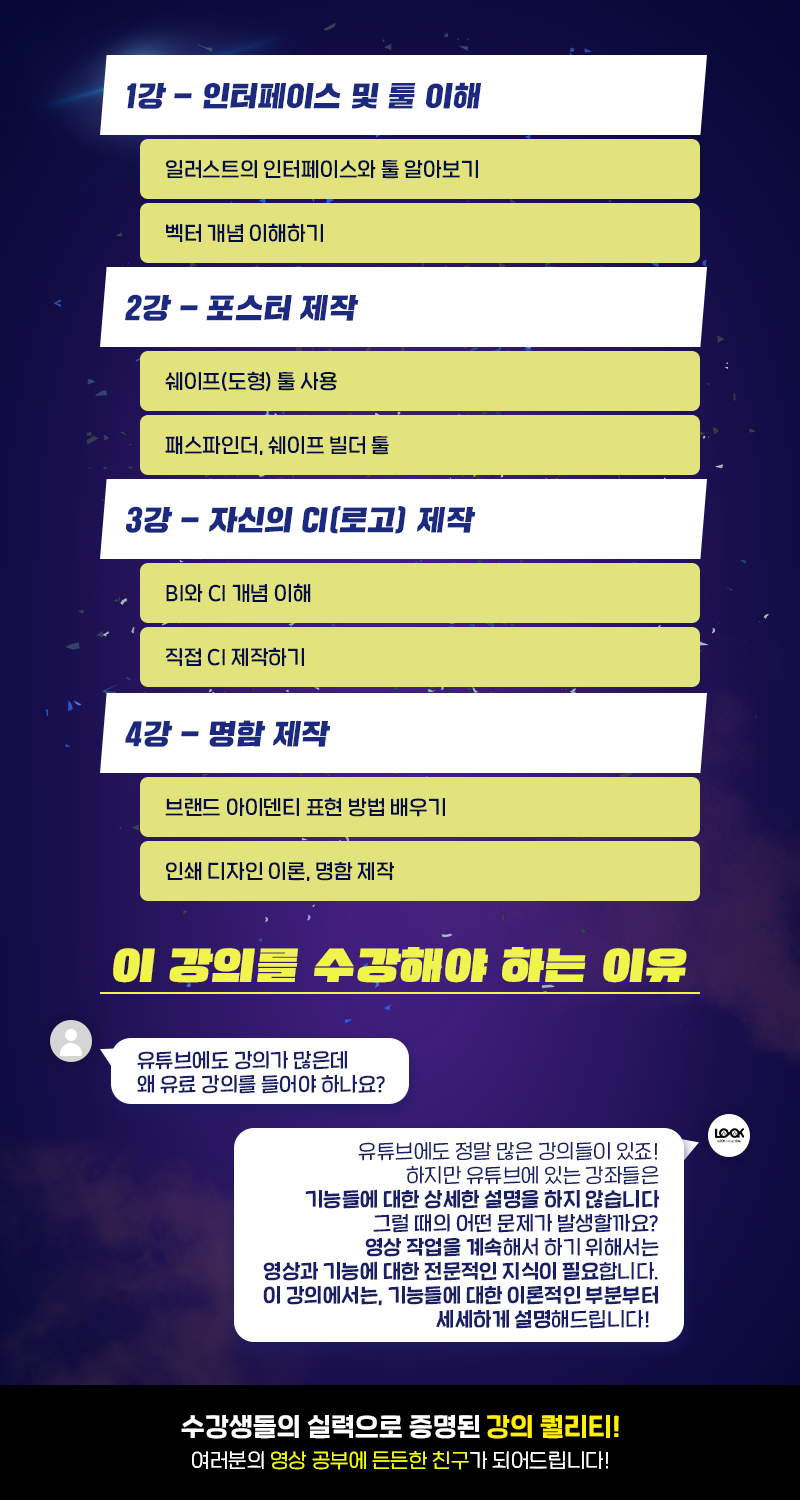 1강 – 인터페이스 및 툴 이해
일러스트의 인터페이스와 툴 알아보기
벡터 개념 이해하기
2강 – 포스터 제작
쉐이프(도형) 툴 사용
패스파인더, 쉐이프 빌더 툴
3강 – 자신의 CI(로고) 제작
BI와 CI 개념 이해
직접 CI 제작하기
4강 – 명함 제작
브랜드 아이덴티 표현 방법 배우기
인쇄 디자인 이론, 명함 제작
이 강의를 수강해야 하는 이유
유튜브에도 강의가 많은데
왜 유료 강의를 들어야 하나요?
LOOK
유튜브에도 정말 많은 강의들이 있죠!
하지만 유튜브에 있는 강좌들은
기능들에 대한 상세한 설명을 하지 않습니다
그럴 때의 어떤 문제가 발생할까요?
영상 작업을 계속해서 하기 위해서는
영상과 기능에 대한 전문적인 지식이 필요합니다.
이 강의에서는, 기능들에 대한 이론적인 부분부터
세세하게 설명해드립니다!
수강생들의 실력으로 증명된 강의 퀄리티!
여러분의 영상 공부에 든든한 친구가 되어드립니다!